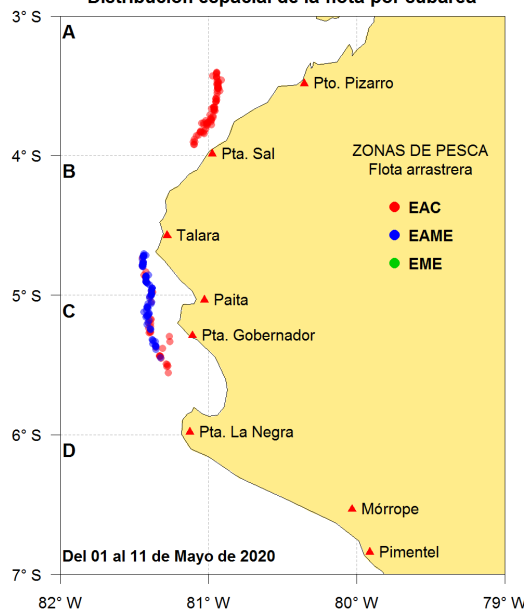 Distribución espacial de la flota por subárea
3° S
A
Pto. Pizarro
ZONAS DE PESCA
Flota arrastrera
4° S
Pta. Sal
B
EAC
Talara
EAME
EME
5° S
Paita
C
Pta. Gobernador
6° S
Pta. La Negra
D
Mórrope
Del 01 al 11 de Mayo de 2020
Pimentel
7° S
82° W
81° W
80° W
79° W